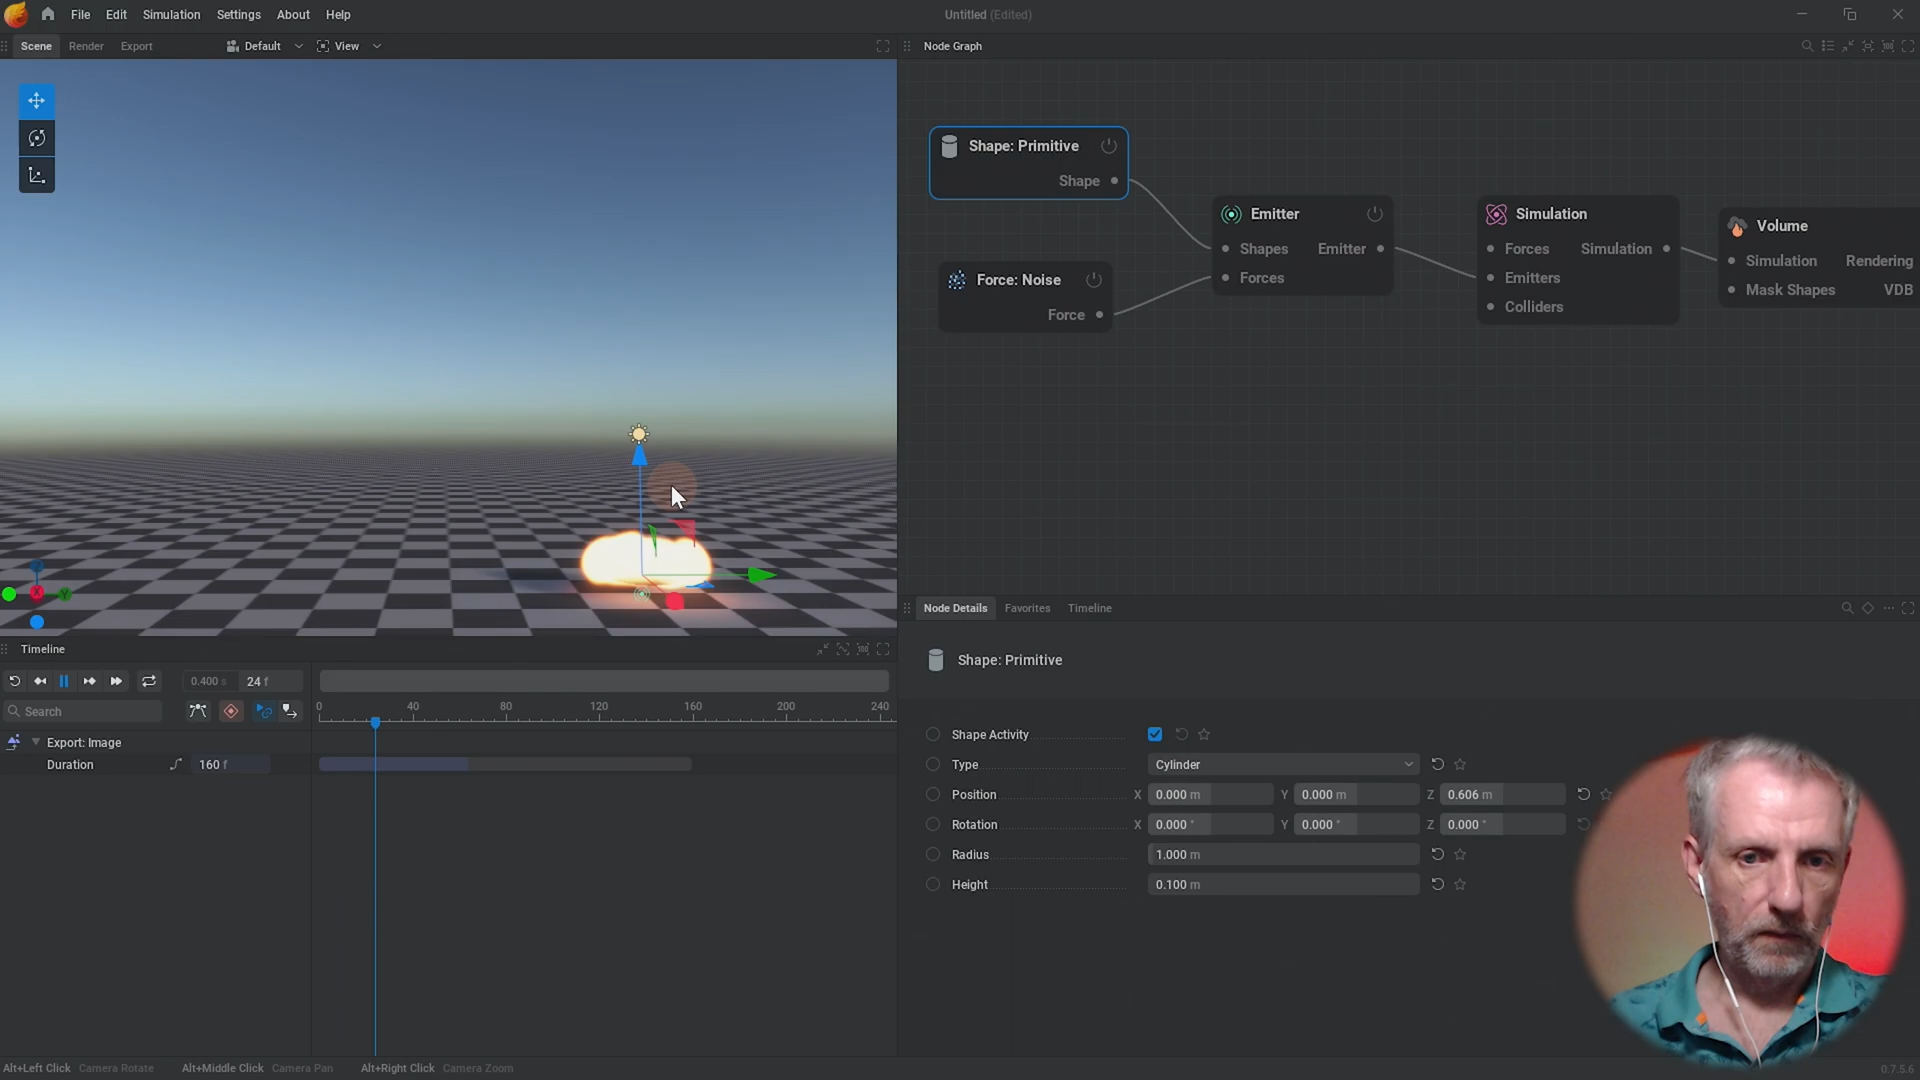 File Edit Simulation Settings About Help Untitled (Edited)
Scene Render Export Default View Node Graph
Shape: Primitive
Shape
Force: Noise
Force
Emitter
Shapes Emitter
Forces
Simulation
Forces Simulation
Emitters
Colliders
Volume
Simulation Rendering
Mask Shapes VDB
X Y
Timeline
0.400 s 24 f
Search 0 40 80 120 160 200 240
Export: Image
Duration 160 f
Node Details Favorites Timeline
Shape: Primitive
Shape Activity
Type Cylinder
Position X 0.000 m Y 0.000 m Z 0.606 m
Rotation X 0.000 ° Y 0.000 ° Z 0.000 °
Radius 1.000 m
Height 0.100 m
Alt+Left Click Camera Rotate Alt+Middle Click Camera Pan Alt+Right Click Camera Zoom 0.7.5.6